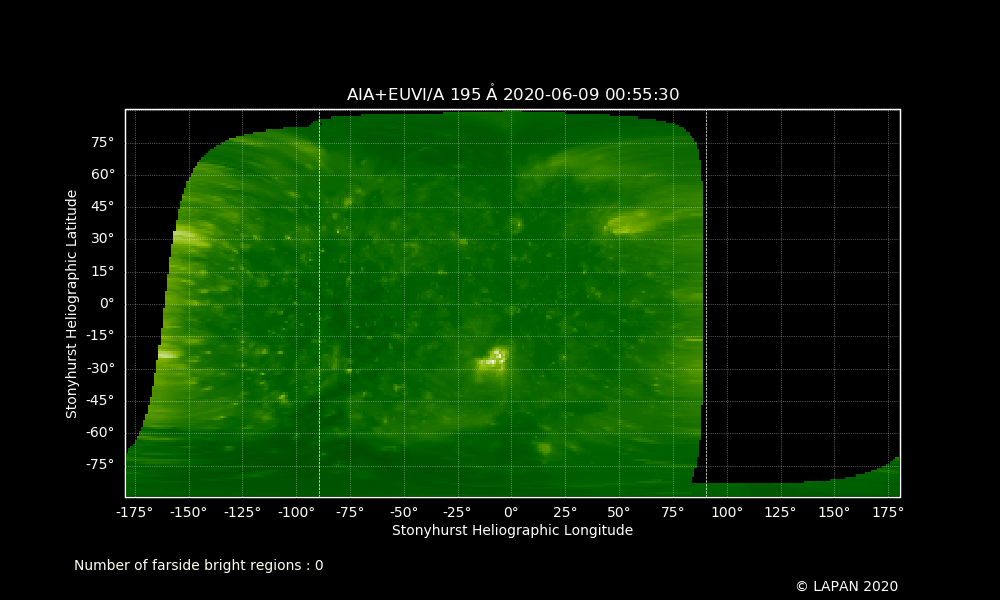 AIA+EUVI/A 195 Å 2020-06-09 00:55:30
75°
60°
45°
30°
15°
0°
-15°
-30°
-45°
-60°
-75°
Stonyhurst Heliographic Latitude
-175° -150° -125° -100° -75° -50° -25° 0° 25° 50° 75° 100° 125° 150° 175°
Stonyhurst Heliographic Longitude
Number of farside bright regions : 0
© LAPAN 2020